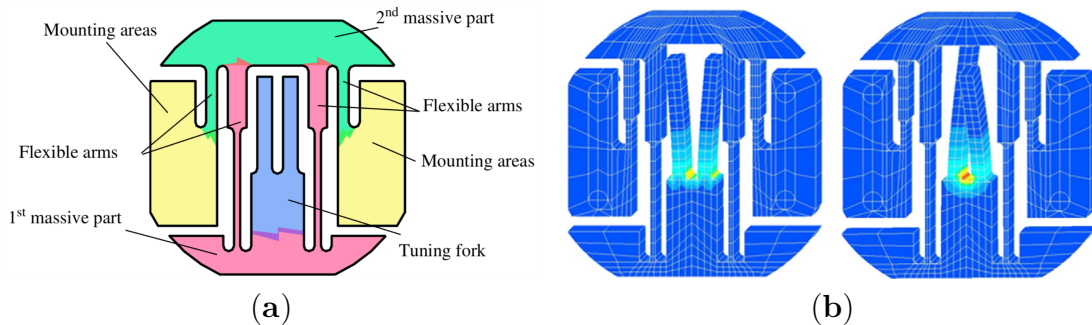 2nd massive part
Mounting areas
Flexible arms
Flexible arms
Mounting areas
1st massive part
Tuning fork
(a)
(b)